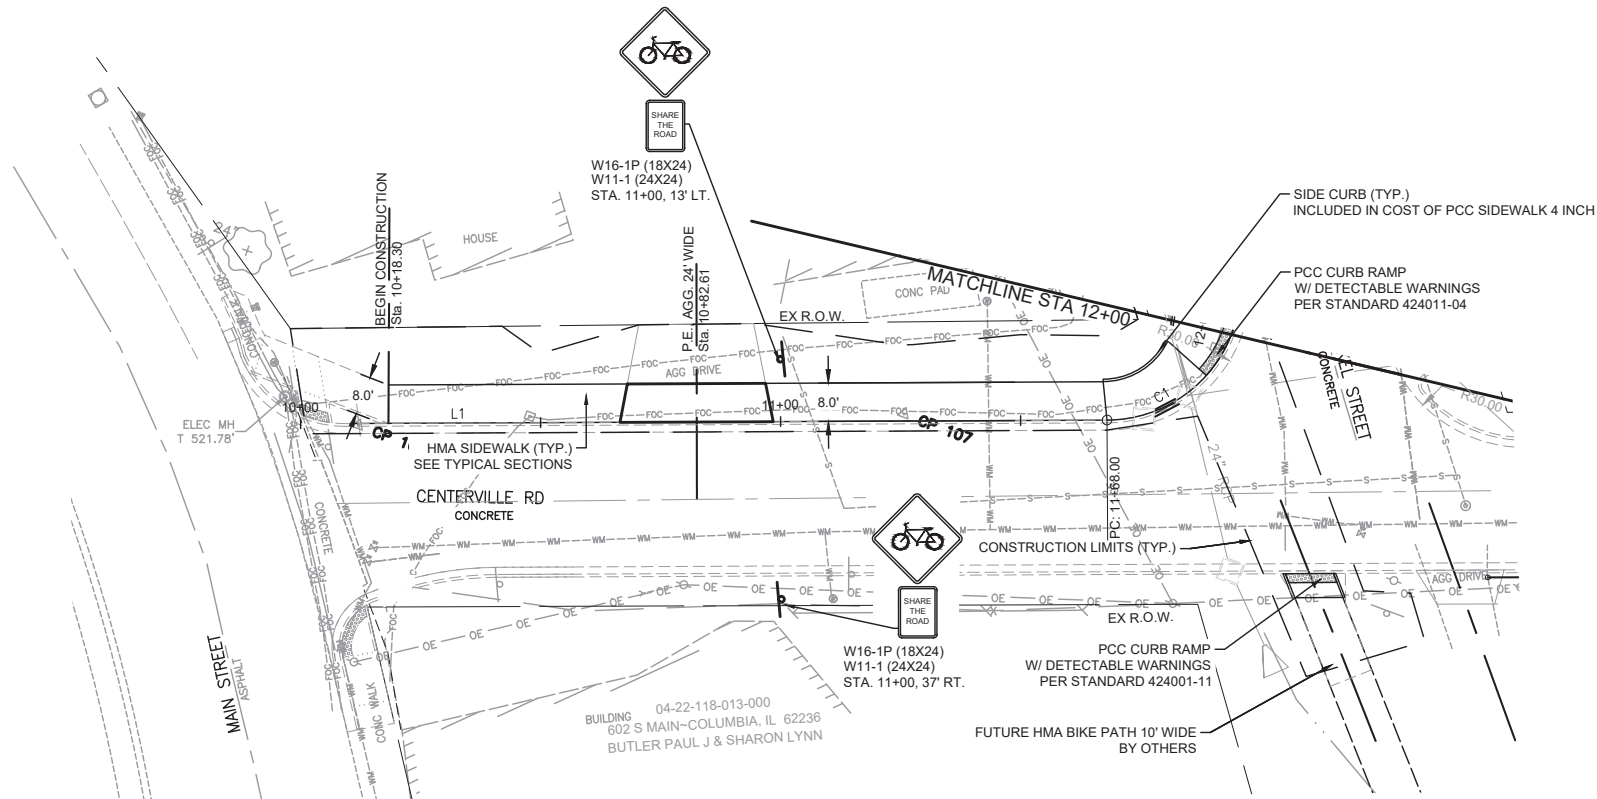 SHARE
THE
ROAD
W16-1P (18X24)
W11-1 (24X24)
STA. 11+00, 13' LT.
BEGIN CONSTRUCTION
Sta. 10+18.30
HOUSE
P.E., AGG. 24' WIDE
Sta. 10+82.61
EX R.O.W.
CONC PAD
MATCHLINE STA 12+00
SIDE CURB (TYP.)
INCLUDED IN COST OF PCC SIDEWALK 4 INCH
PCC CURB RAMP
W/ DETECTABLE WARNINGS
PER STANDARD 424011-04
AGG DRIVE
8.0'
8.0'
10+00
11+00
L1
C1
12'
R30.00
CP 107
ELEC MH
T 521.78'
HMA SIDEWALK (TYP.)
SEE TYPICAL SECTIONS
CENTERVILLE RD
CONCRETE
PC: 11+68.00
STREET
CONCRETE
CONSTRUCTION LIMITS (TYP.)
AGG DRIVE
SHARE
THE
ROAD
W16-1P (18X24)
W11-1 (24X24)
STA. 11+00, 37' RT.
EX R.O.W.
PCC CURB RAMP
W/ DETECTABLE WARNINGS
PER STANDARD 424001-11
FUTURE HMA BIKE PATH 10' WIDE
BY OTHERS
MAIN STREET
ASPHALT
CONCRETE
CONC WALK
BUILDING
04-22-118-013-000
602 S MAIN~COLUMBIA, IL 62236
BUTLER PAUL J & SHARON LYNN